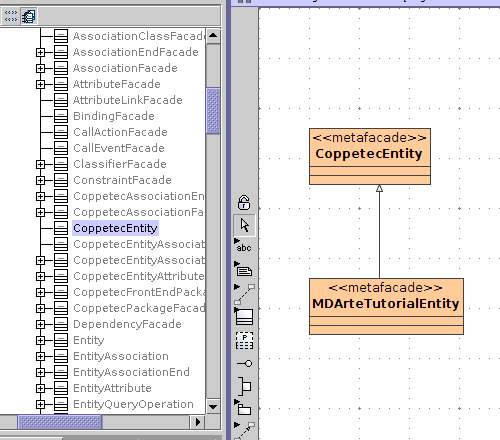 AssociationClassFacade
AssociationEndFacade
AssociationFacade
AttributeFacade
AttributeLinkFacade
BindingFacade
CallActionFacade
CallEventFacade
ClassifierFacade
ConstraintFacade
CoppetecAssociationEn
CoppetecAssociationFa
CoppetecEntity
CoppetecEntityAssociat
CoppetecEntityAssociat
CoppetecEntityAttribute
CoppetecFrontEndPack
CoppetecPackageFacad
DependencyFacade
Entity
EntityAssociation
EntityAssociationEnd
EntityAttribute
EntityQueryOperation
abc
P
<<metafacade>>
CoppetecEntity
<<metafacade>>
MDArteTutorialEntity